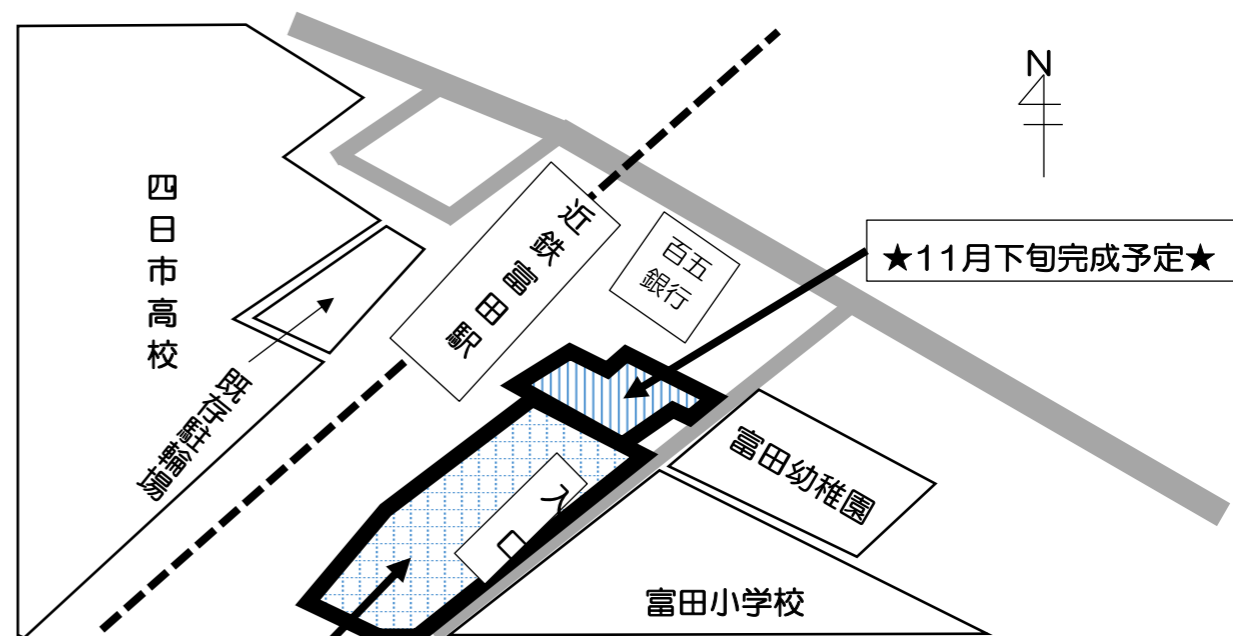 N
四日市高校
近鉄富田駅
百五
銀行
★11月下旬完成予定★
既存駐輪場
富田幼稚園
入口
富田小学校